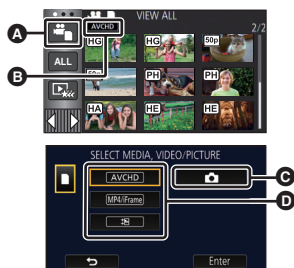 VIEW ALL
AVCHD
2/2
A
HG HG 50p
ALL
B
50p PH PH
HA HE HE
SELECT MEDIA, VIDEO/PICTURE
AVCHD
C
MP4/iFrame
D
Enter